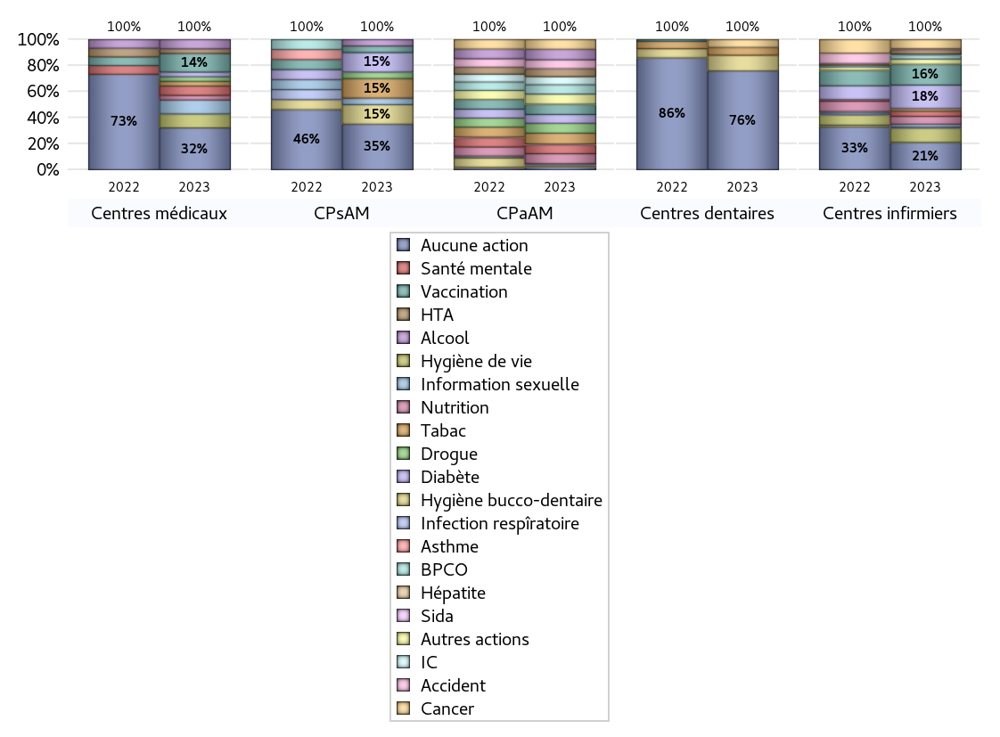 100% 100% 100% 100% 100% 100% 100% 100% 100% 100%
100%
80%
60%
40%
20%
0%
73%
14%
32%
46%
15%
15%
15%
35%
86%
76%
33%
16%
18%
21%
2022 2023 2022 2023 2022 2023 2022 2023 2022 2023
Centres médicaux CPsAM CPaAM Centres dentaires Centres infirmiers
Aucune action
Santé mentale
Vaccination
HTA
Alcool
Hygiène de vie
Information sexuelle
Nutrition
Tabac
Drogue
Diabète
Hygiène bucco-dentaire
Infection respîratoire
Asthme
BPCO
Hépatite
Sida
Autres actions
IC
Accident
Cancer